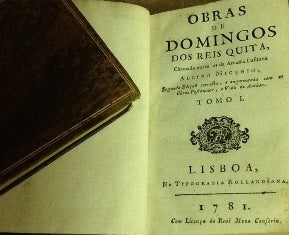 OBRAS
DE
DOMINGOS
DOS REIS QUITA,
Chamado entre os da Arcadia Lusitana
ALCINO MICENIO,
Segunda Edição correcta, e augmentada com as
Obras Posthumas, e Vida do Author.
TOMO I.
LISBOA,
NA TYPOGRAFIA ROLLANDIANA.
1781.
Com Licença da Real Meza Censoria.